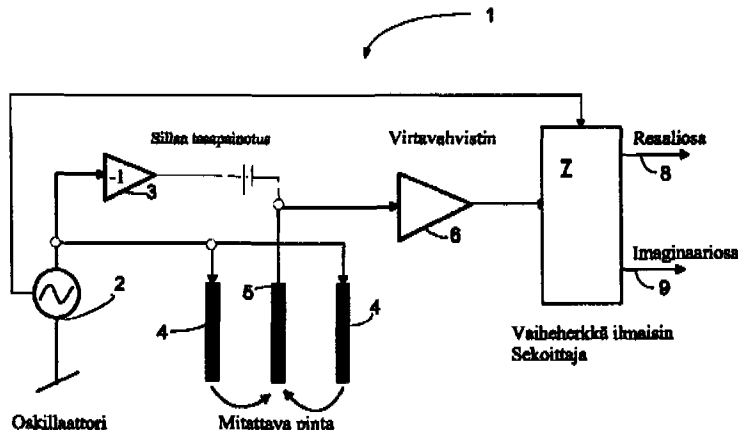 1
Sillan tasapainotus
Virtavahvistin
-1
3
6
Z
Reaaliosa
8
Imaginaariosa
9
2
4
5
4
Vaiheherkkä ilmaisin
Sekoittaja
Oskillaattori
Mitattava pinta